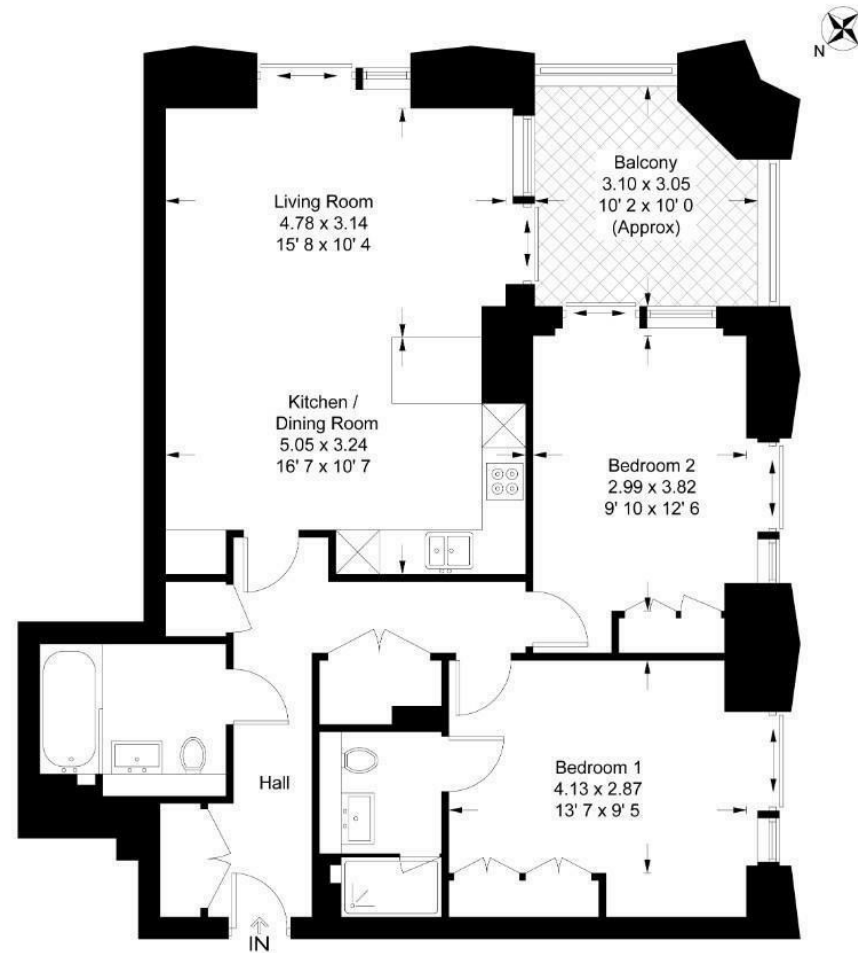 N
Balcony
3.10 x 3.05
10' 2 x 10' 0
(Approx)
Living Room
4.78 x 3.14
15' 8 x 10' 4
Kitchen /
Dining Room
5.05 x 3.24
16' 7 x 10' 7
Bedroom 2
2.99 x 3.82
9' 10 x 12' 6
Bedroom 1
4.13 x 2.87
13' 7 x 9' 5
Hall
IN